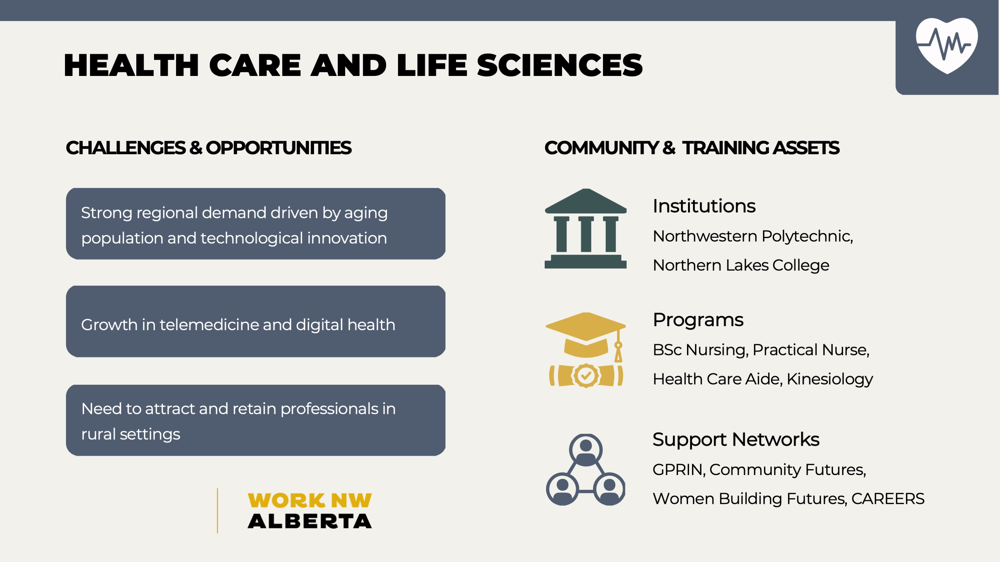 HEALTH CARE AND LIFE SCIENCES
CHALLENGES & OPPORTUNITIES
Strong regional demand driven by aging
population and technological innovation
Growth in telemedicine and digital health
Need to attract and retain professionals in
rural settings
WORK NW
ALBERTA
COMMUNITY & TRAINING ASSETS
Institutions
Northwestern Polytechnic,
Northern Lakes College
Programs
BSc Nursing, Practical Nurse,
Health Care Aide, Kinesiology
Support Networks
GPRIN, Community Futures,
Women Building Futures, CAREERS